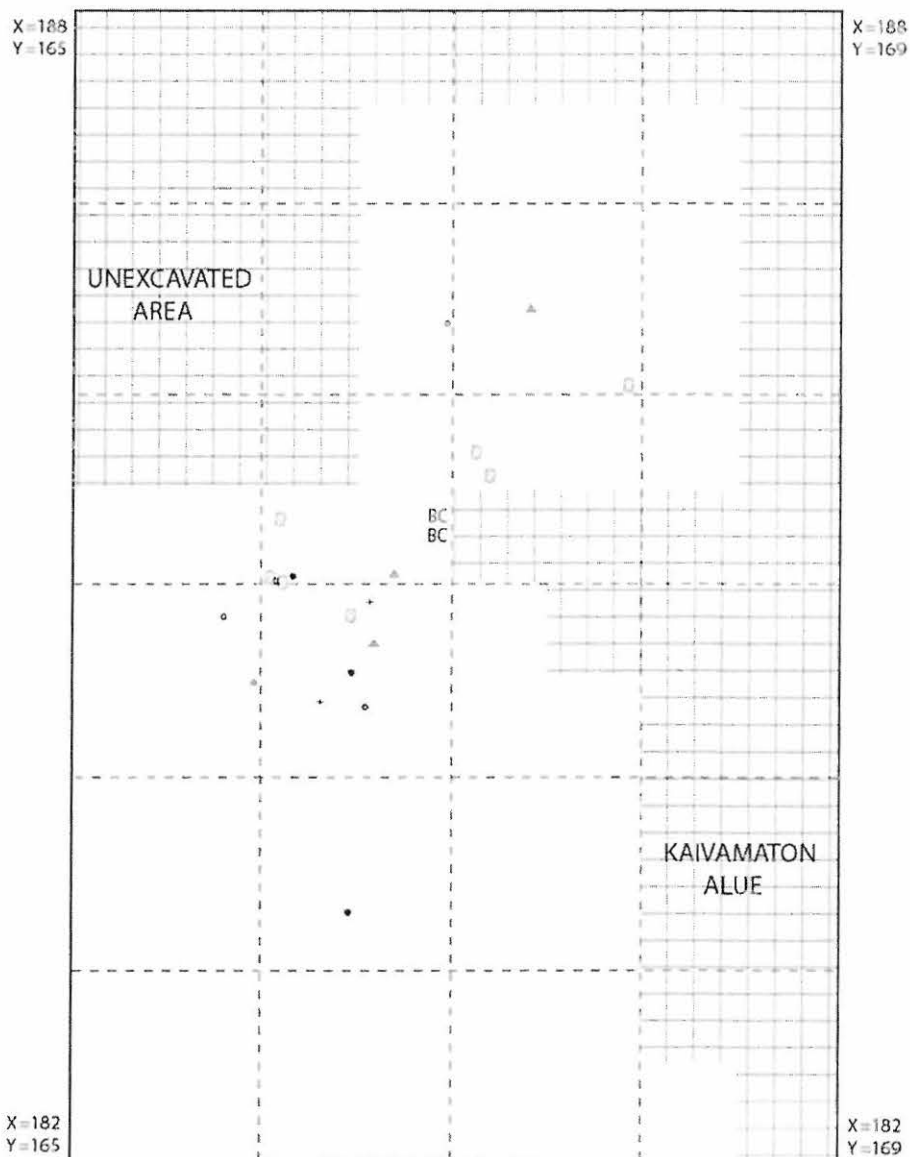 X=188
Y=165
X=188
Y=169
UNEXCAVATED
AREA
BC
BC
KAIVAMATON
ALUE
X=182
Y=165
X=182
Y=169